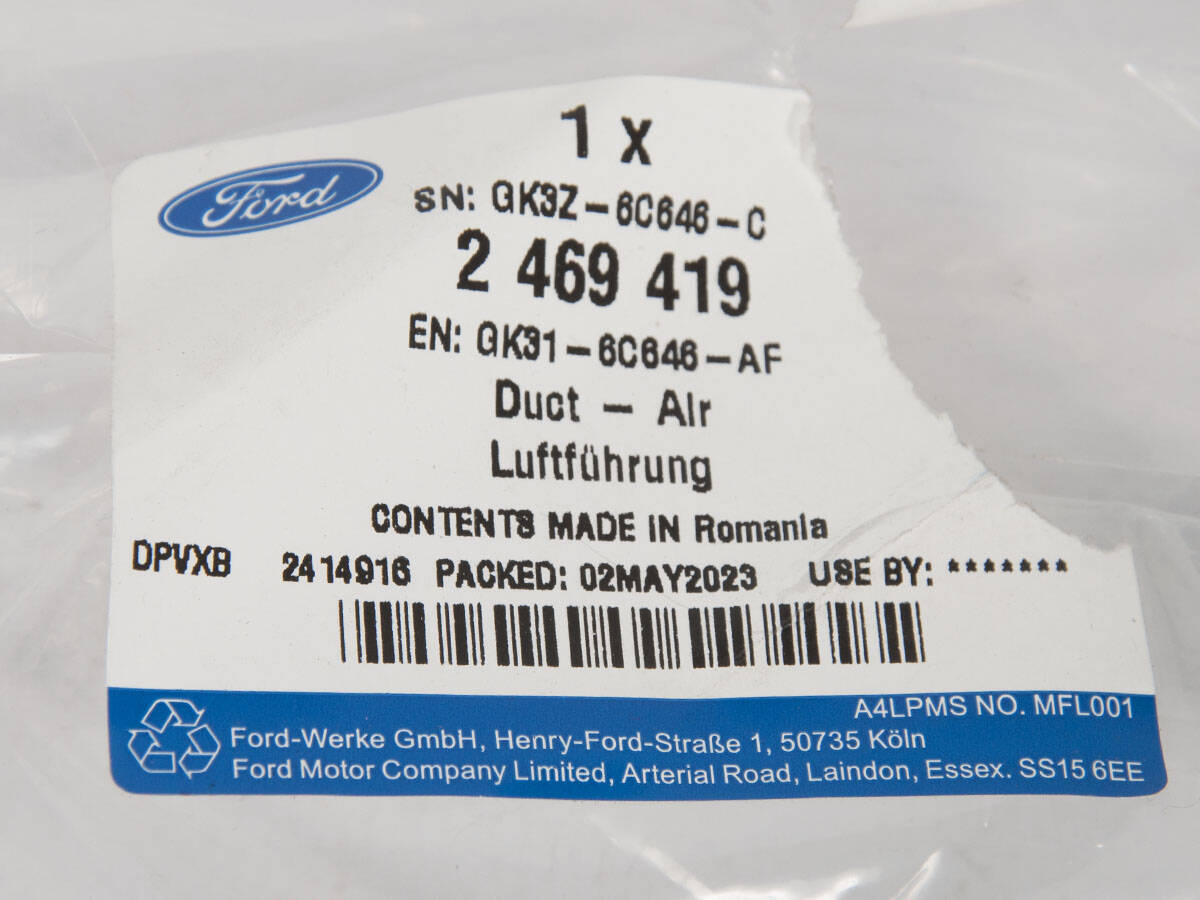 1 x
Ford
SN: GK3Z-6C646-C
2 469 419
EN: GK31-6C646-AF
Duct - Air
Luftführung
CONTENTS MADE IN Romania
DPVXB 2414916 PACKED: 02MAY2023 USE BY: *******
A4LPMS NO. MFL001
Ford-Werke GmbH, Henry-Ford-Straße 1, 50735 Köln
Ford Motor Company Limited, Arterial Road, Laindon, Essex. SS15 6EE